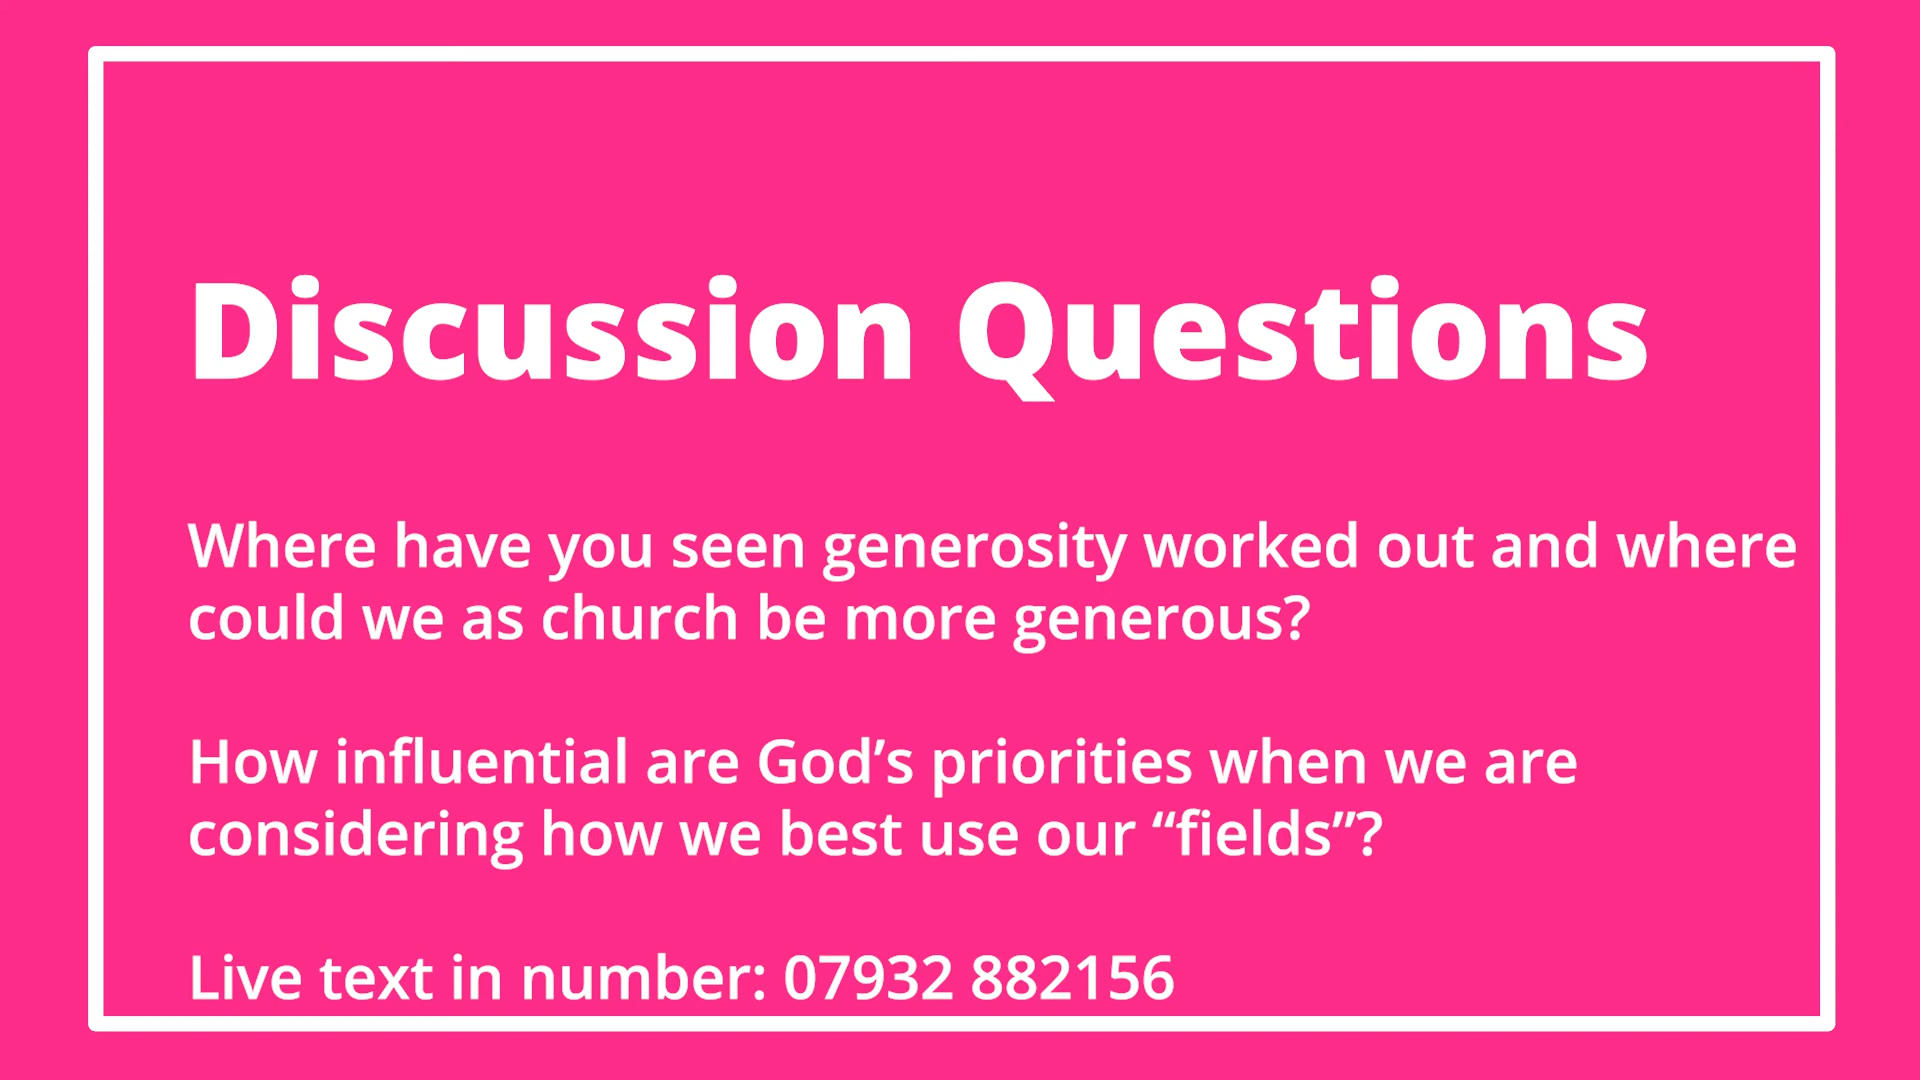 Discussion Questions
Where have you seen generosity worked out and where
could we as church be more generous?
How influential are God’s priorities when we are
considering how we best use our “fields”?
Live text in number: 07932 882156